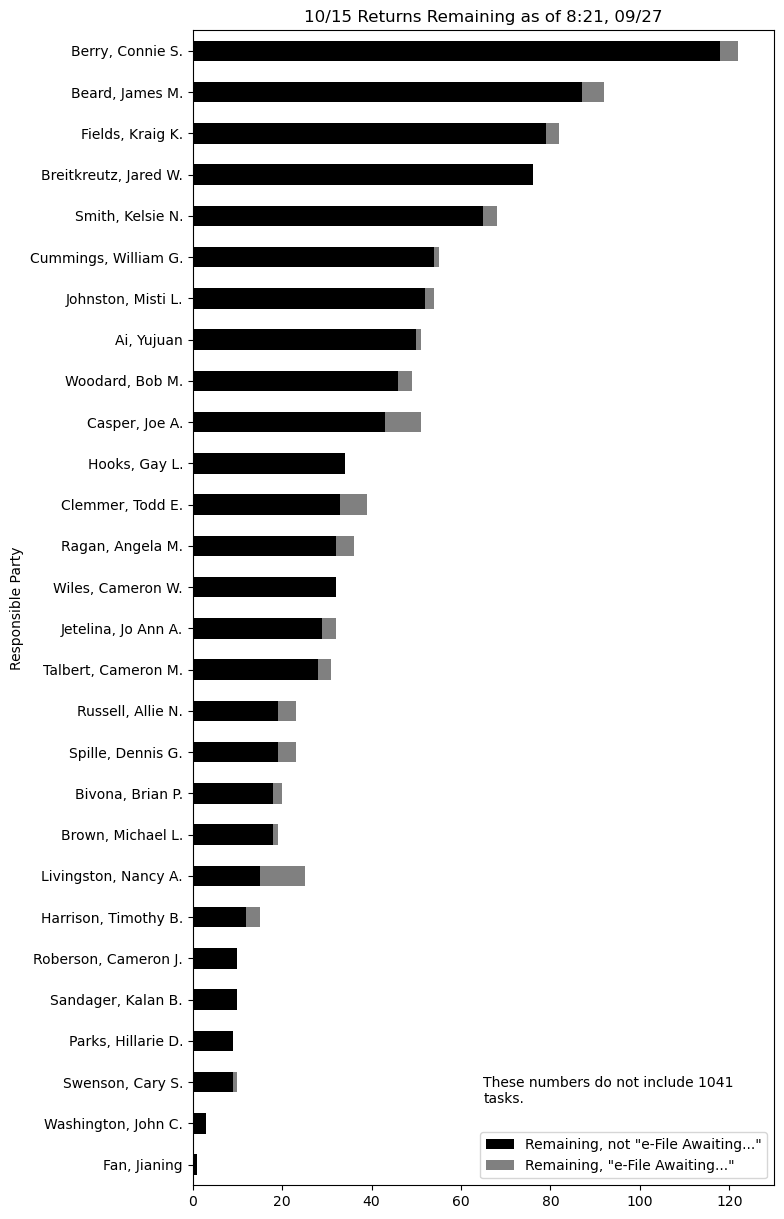 10/15 Returns Remaining as of 8:21, 09/27
Responsible Party
Berry, Connie S.
Beard, James M.
Fields, Kraig K.
Breitkreutz, Jared W.
Smith, Kelsie N.
Cummings, William G.
Johnston, Misti L.
Ai, Yujuan
Woodard, Bob M.
Casper, Joe A.
Hooks, Gay L.
Clemmer, Todd E.
Ragan, Angela M.
Wiles, Cameron W.
Jetelina, Jo Ann A.
Talbert, Cameron M.
Russell, Allie N.
Spille, Dennis G.
Bivona, Brian P.
Brown, Michael L.
Livingston, Nancy A.
Harrison, Timothy B.
Roberson, Cameron J.
Sandager, Kalan B.
Parks, Hillarie D.
Swenson, Cary S.
Washington, John C.
Fan, Jianing
These numbers do not include 1041
tasks.
Remaining, not "e-File Awaiting..."
Remaining, "e-File Awaiting..."
0 20 40 60 80 100 120